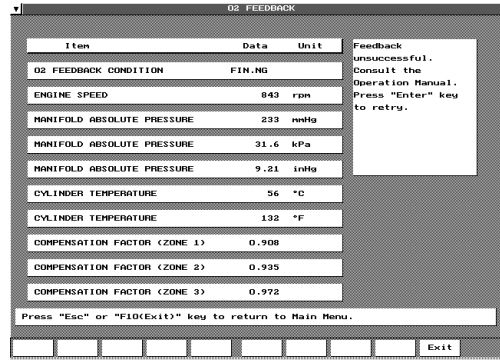 O2 FEEDBACK
Item Data Unit
O2 FEEDBACK CONDITION FIN.NG
ENGINE SPEED 843 rpm
MANIFOLD ABSOLUTE PRESSURE 233 mmHg
MANIFOLD ABSOLUTE PRESSURE 31.6 kPa
MANIFOLD ABSOLUTE PRESSURE 9.21 inHg
CYLINDER TEMPERATURE 56 °C
CYLINDER TEMPERATURE 132 °F
COMPENSATION FACTOR (ZONE 1) 0.908
COMPENSATION FACTOR (ZONE 2) 0.935
COMPENSATION FACTOR (ZONE 3) 0.972
Feedback
unsuccessful.
Consult the
Operation Manual.
Press "Enter" key
to retry.
Press "Esc" or "F10(Exit)" key to return to Main Menu.
Exit